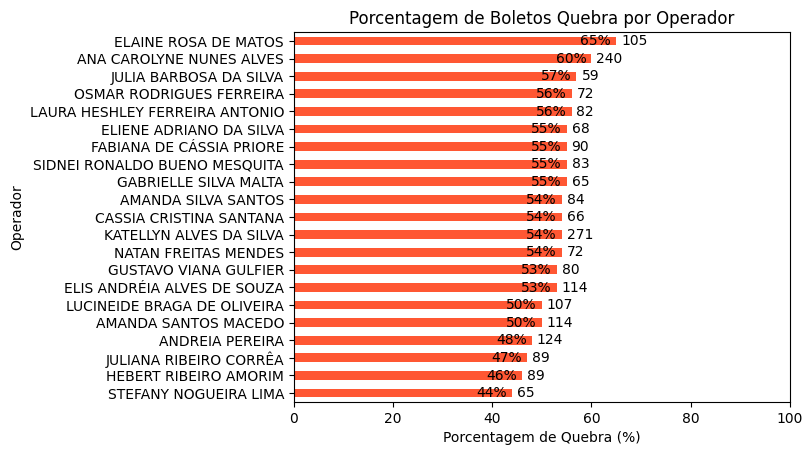 Porcentagem de Boletos Quebra por Operador
ELAINE ROSA DE MATOS 65% 105
ANA CAROLYNE NUNES ALVES 60% 240
JULIA BARBOSA DA SILVA 57% 59
OSMAR RODRIGUES FERREIRA 56% 72
LAURA HESHLEY FERREIRA ANTONIO 56% 82
ELIENE ADRIANO DA SILVA 55% 68
FABIANA DE CÁSSIA PRIORE 55% 90
SIDNEI RONALDO BUENO MESQUITA 55% 83
GABRIELLE SILVA MALTA 55% 65
AMANDA SILVA SANTOS 54% 84
CASSIA CRISTINA SANTANA 54% 66
KATELLYN ALVES DA SILVA 54% 271
NATAN FREITAS MENDES 54% 72
GUSTAVO VIANA GULFIER 53% 80
ELIS ANDRÉIA ALVES DE SOUZA 53% 114
LUCINEIDE BRAGA DE OLIVEIRA 50% 107
AMANDA SANTOS MACEDO 50% 114
ANDREIA PEREIRA 48% 124
JULIANA RIBEIRO CORRÊA 47% 89
HEBERT RIBEIRO AMORIM 46% 89
STEFANY NOGUEIRA LIMA 44% 65
Operador
0 20 40 60 80 100
Porcentagem de Quebra (%)